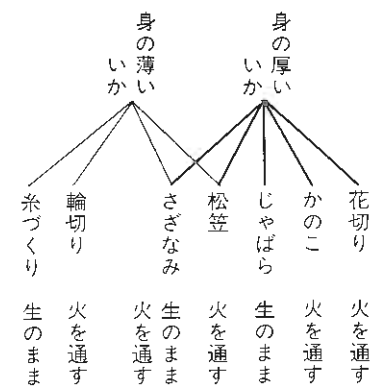 身の厚い
いか
身の薄い
いか
花切り 火を通す
かのこ 火を通す
じゃばら 生のまま
松笠 火を通す
さざなみ 生のまま
火を通す
輪切り 火を通す
糸づくり 生のまま